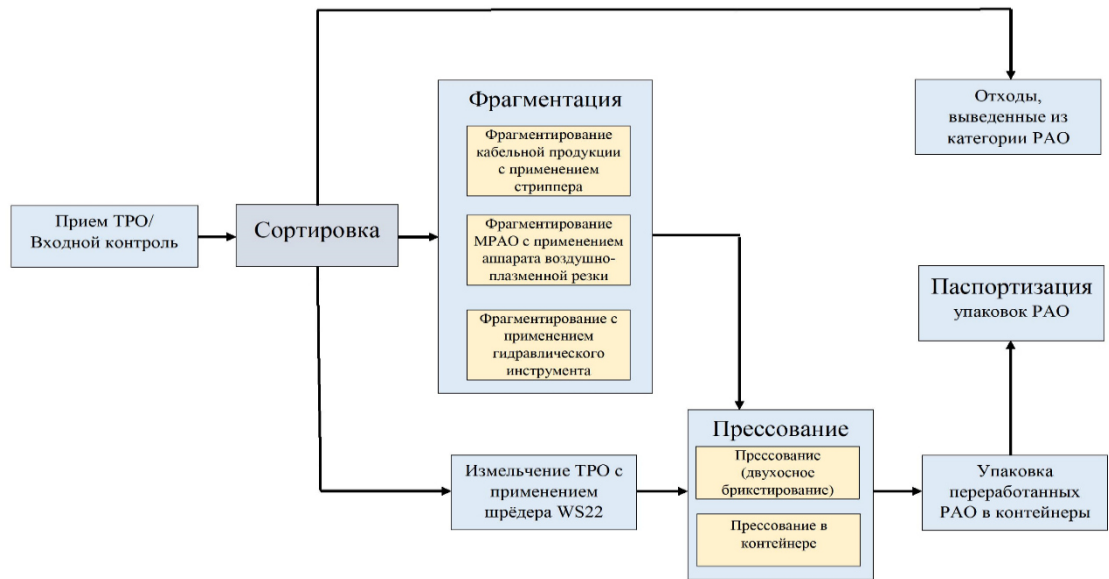 Прием ТРО/
Входной контроль
Сортировка
Фрагментация
Фрагментирование
кабельной продукции
с применением
стриппера
Фрагментирование
МРАО с применением
аппарата воздушно-
плазменной резки
Фрагментирование с
применением
гидравлического
инструмента
Отходы,
выведенные из
категории РАО
Измельчение ТРО с
применением
шрёдера WS22
Прессование
Прессование
(двухосное
брикстирование)
Прессование в
контейнере
Упаковка
переработанных
РАО в контейнеры
Паспортизация
упаковок РАО